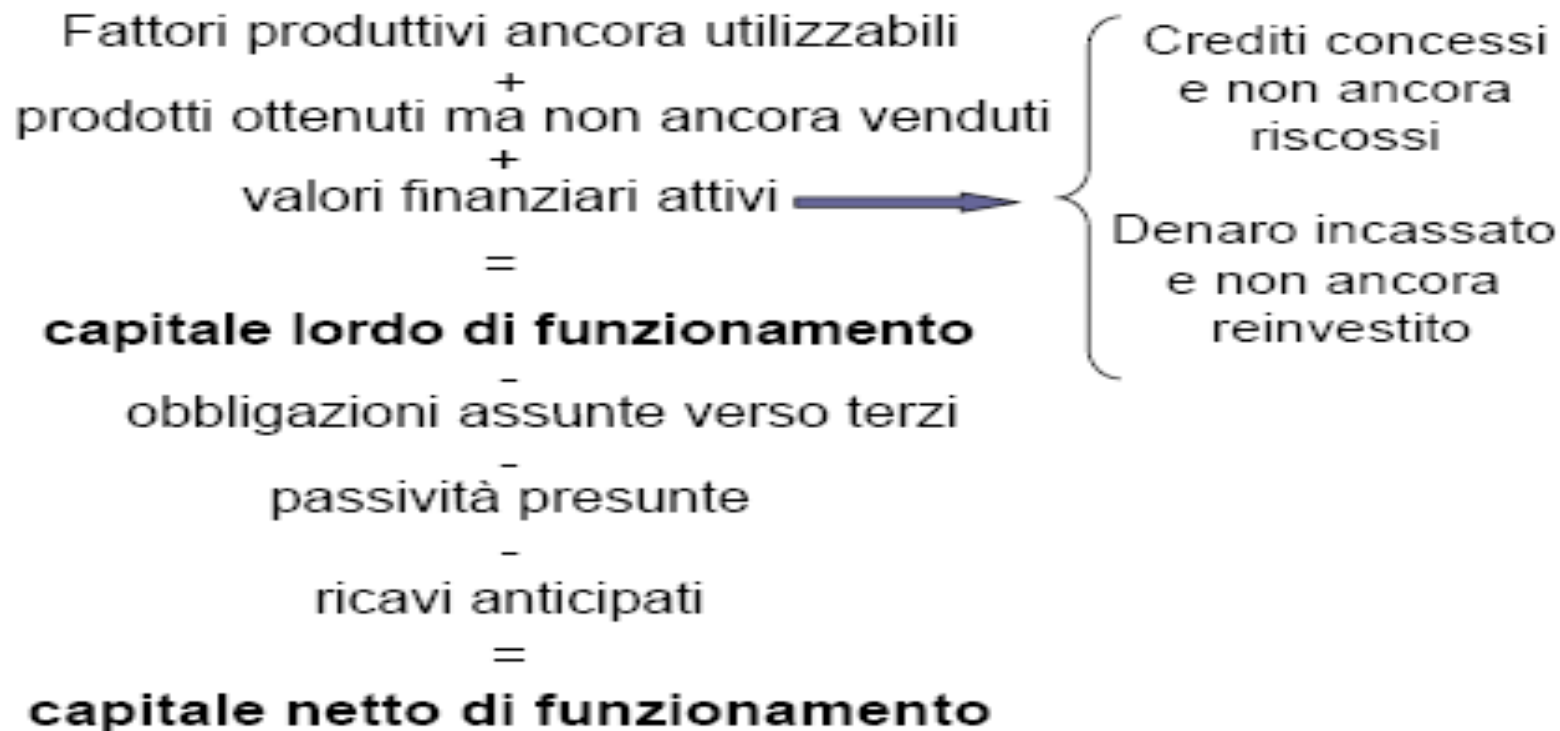 Fattori produttivi ancora utilizzabili
+
prodotti ottenuti ma non ancora venduti
+
valori finanziari attivi
=
capitale lordo di funzionamento
-
obbligazioni assunte verso terzi
-
passività presunte
-
ricavi anticipati
=
capitale netto di funzionamento
Crediti concessi
e non ancora
riscossi
Denaro incassato
e non ancora
reinvestito